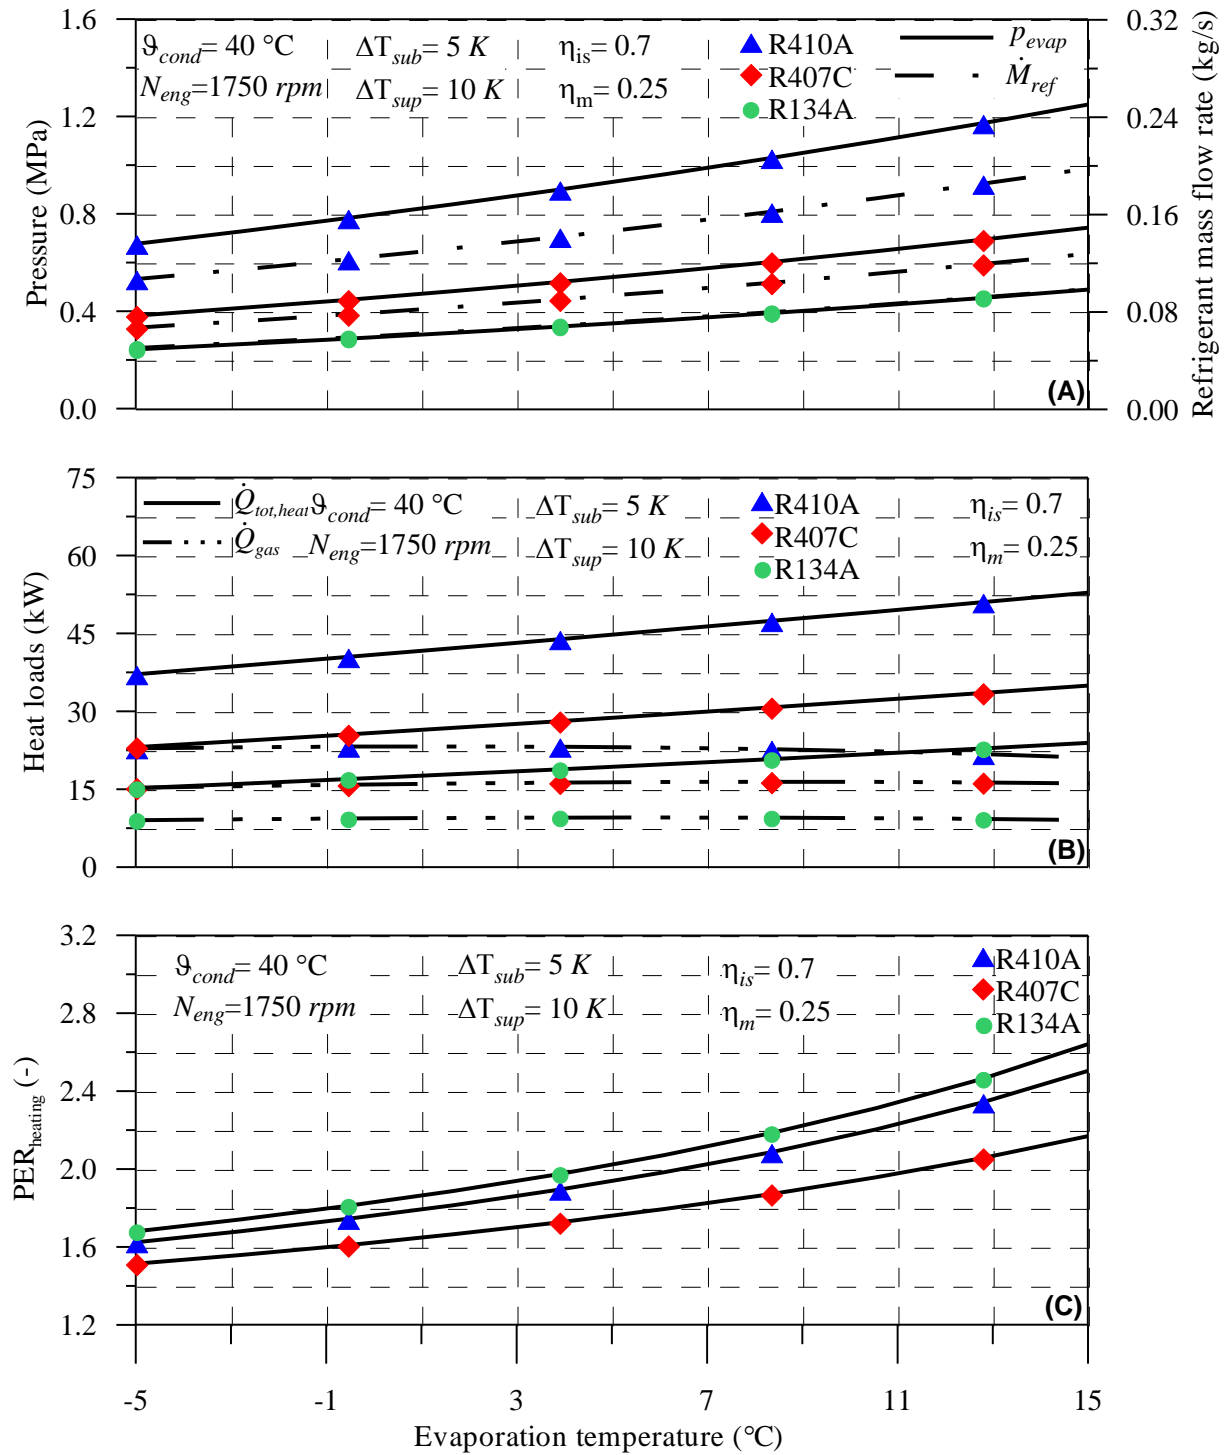 1.6
0.32
ϑcond= 40 °C
ΔTsub= 5 K
ηis= 0.7
R410A
pevap
Neng=1750 rpm
ΔTsup= 10 K
ηm= 0.25
R407C
Ṁref
R134A
1.2
0.24
0.8
0.16
0.4
0.08
0.0
0.00
Pressure (MPa)
Refrigerant mass flow rate (kg/s)
(A)
75
Q̇tot,heat
ϑcond= 40 °C
ΔTsub= 5 K
R410A
ηis= 0.7
Q̇gas
Neng=1750 rpm
ΔTsup= 10 K
R407C
ηm= 0.25
R134A
60
45
30
15
0
Heat loads (kW)
(B)
3.2
ϑcond= 40 °C
ΔTsub= 5 K
ηis= 0.7
R410A
Neng=1750 rpm
ΔTsup= 10 K
ηm= 0.25
R407C
R134A
2.8
2.4
2.0
1.6
1.2
PERheating (-)
(C)
-5 -1 3 7 11 15
Evaporation temperature (°C)